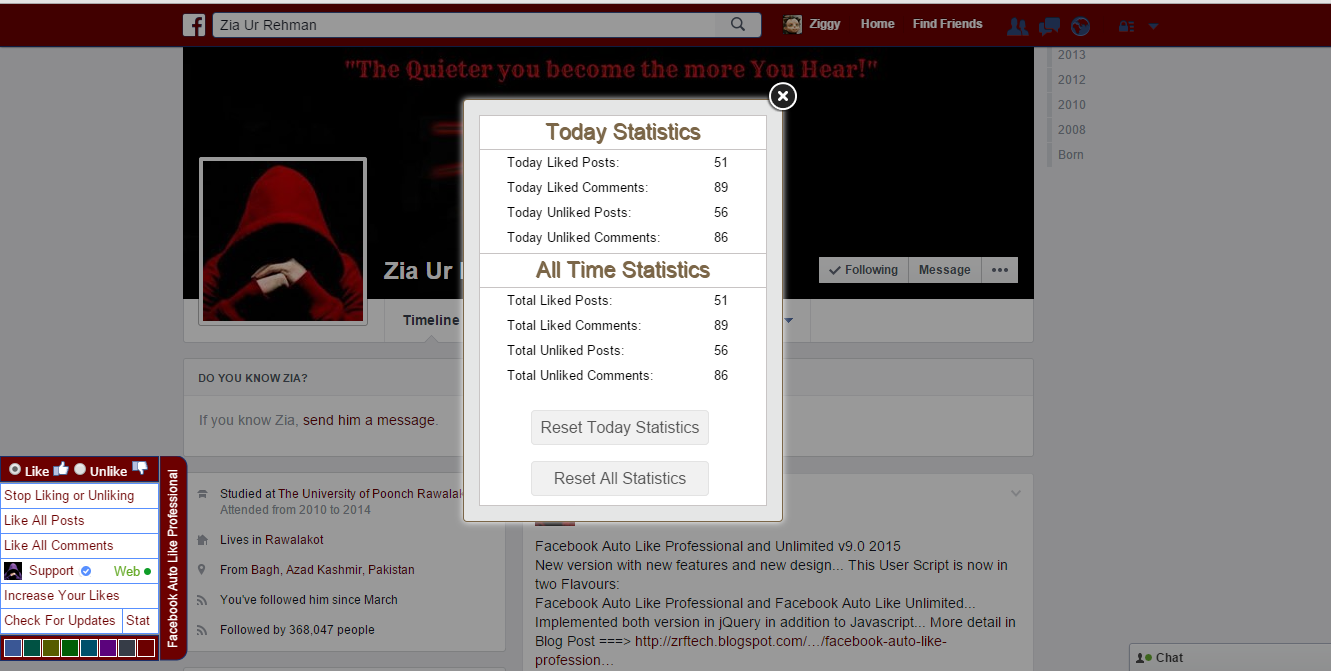 Zia Ur Rehman
Ziggy
Home
Find Friends
"The Quieter you become the more You Hear!"
2013
2012
2010
2008
Born
Today Statistics
Today Liked Posts: 51
Today Liked Comments: 89
Today Unliked Posts: 56
Today Unliked Comments: 86
All Time Statistics
Total Liked Posts: 51
Total Liked Comments: 89
Total Unliked Posts: 56
Total Unliked Comments: 86
Reset Today Statistics
Reset All Statistics
Zia Ur
Following
Message
Timeline
DO YOU KNOW ZIA?
If you know Zia, send him a message.
Studied at The University of Poonch
Attended from 2010 to 2014
Lives in Rawalakot
From Bagh, Azad Kashmir, Pakistan
You've followed him since March
Followed by 368,047 people
Facebook Auto Like Professional and Unlimited v9.0 2015
New version with new features and new design... This User Script is now in
two Flavours:
Facebook Auto Like Professional and Facebook Auto Like Unlimited...
Implemented both version in jQuery in addition to Javascript... More detail in
Blog Post ===> http://zrftech.blogspot.com/…/facebook-auto-like-
profession…
Like Unlike
Stop Liking or Unliking
Like All Posts
Like All Comments
Support Web
Increase Your Likes
Check For Updates Stat
Facebook Auto Like Professional
Chat